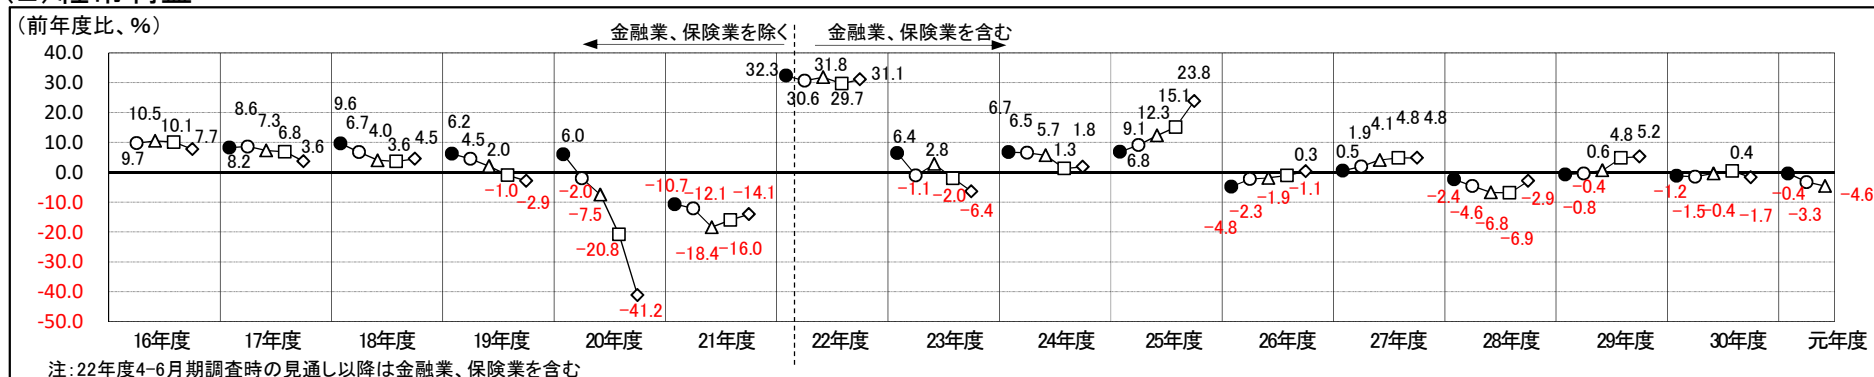 （前年度比、%）
金融業、保険業を除く 金融業、保険業を含む
40.0
30.0
20.0
10.0
0.0
-10.0
-20.0
-30.0
-40.0
-50.0
9.7 10.5 10.1 7.7
8.2 8.6 7.3 6.8 3.6
9.6 6.7 4.0 3.6 4.5
6.2 4.5 2.0 -1.0 -2.9
6.0 -2.0 -7.5 -20.8 -41.2
-10.7 -12.1 -18.4 -16.0 -14.1
32.3 30.6 31.8 29.7 31.1
6.4 -1.1 2.8 -2.0 -6.4
6.7 6.5 5.7 1.3 1.8
6.8 9.1 12.3 15.1 23.8
-4.8 -2.3 -1.9 -1.1 0.3
0.5 1.9 4.1 4.8 4.8
-2.4 -4.6 -6.8 -6.9 -2.9
-0.8 -0.4 0.6 4.8 5.2
-1.2 -1.5 -0.4 0.4 -1.7
-0.4 -3.3 -4.6
16年度 17年度 18年度 19年度 20年度 21年度 22年度 23年度 24年度 25年度 26年度 27年度 28年度 29年度 30年度 元年度
注：22年度4-6月期調査時の見通し以降は金融業、保険業を含む